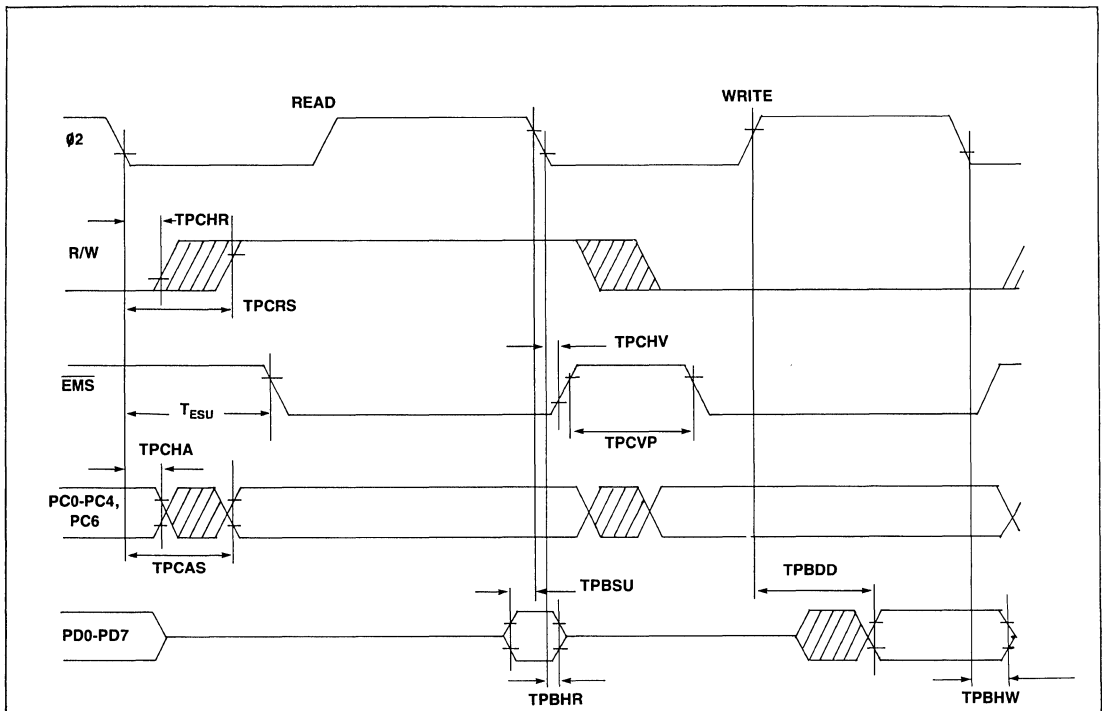 READ
WRITE
ø2
TPCHR
R/W
TPCRS
TPCHV
EMS
TESU
TPCVP
TPCHA
PC0-PC4,
PC6
TPCAS
TPBSU
TPBDD
PD0-PD7
TPBHR
TPBHW